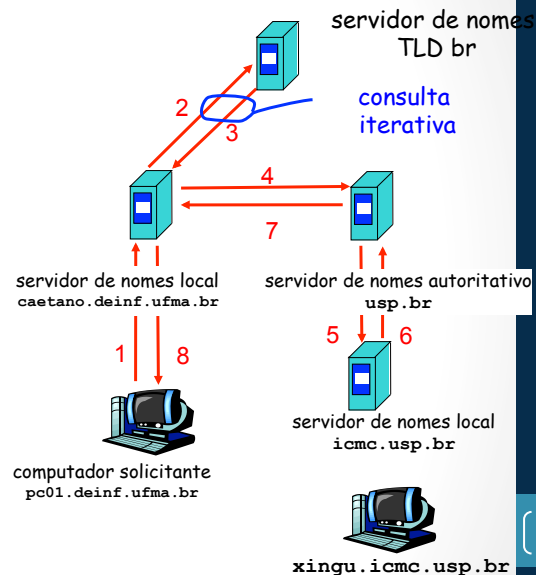 servidor de nomes
TLD br
consulta
iterativa
2
3
4
7
servidor de nomes local
caetano.deinf.ufma.br
servidor de nomes autoritativo
usp.br
1
8
5
6
servidor de nomes local
icmc.usp.br
computador solicitante
pc01.deinf.ufma.br
xingu.icmc.usp.br